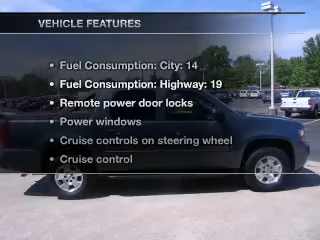 VEHICLE FEATURES
• Fuel Consumption: City: 14
• Fuel Consumption: Highway: 19
• Remote power door locks
• Power windows
• Cruise controls on steering wheel
• Cruise control